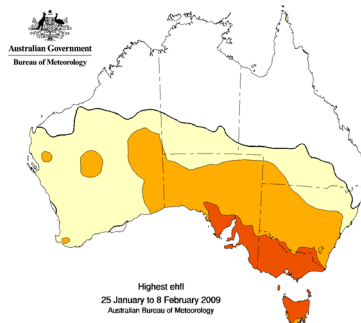 Australian Government
Bureau of Meteorology
Highest ehfl
25 January to 8 February 2009
Australian Bureau of Meteorology